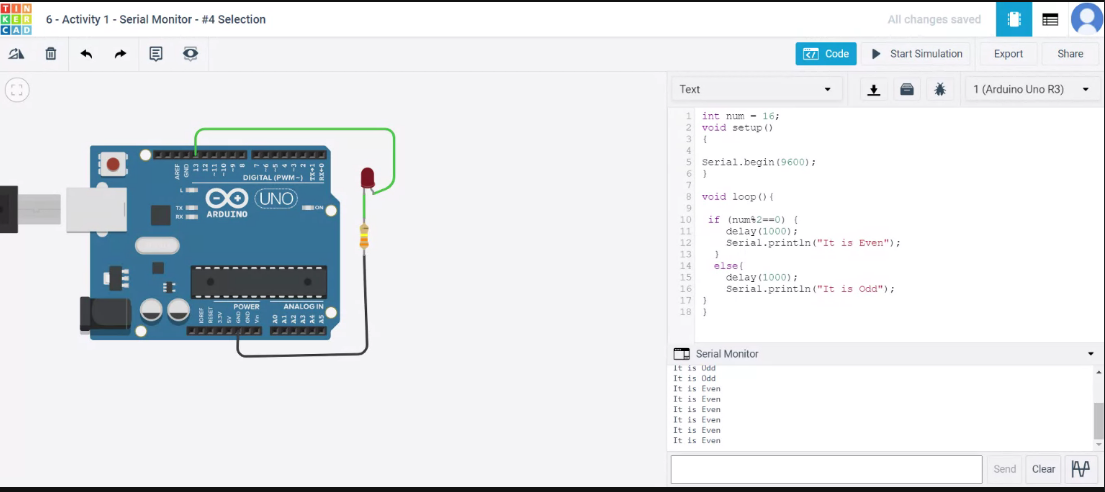 TIN
KER
CAD
6 - Activity 1 - Serial Monitor - #4 Selection
All changes saved
Code
Start Simulation
Export
Share
Text
1 (Arduino Uno R3)
1 int num = 16;
2 void setup()
3 {
4
5 Serial.begin(9600);
6 }
7
8 void loop(){
9
10 if (num%2==0) {
11 delay(1000);
12 Serial.println("It is Even");
13 }
14 else{
15 delay(1000);
16 Serial.println("It is Odd");
17 }
18 }
AREF
GND
13
12
~11
~10
~9
8
7
~6
~5
4
~3
2
TX→1
RX←0
DIGITAL (PWM~)
L
TX
RX
ARDUINO
UNO
ON
POWER
ANALOG IN
IOREF
RESET
3.3V
5V
GND
GND
Vin
A0
A1
A2
A3
A4
A5
Serial Monitor
It is Odd
It is Odd
It is Even
It is Even
It is Even
It is Even
It is Even
It is Even
Send
Clear